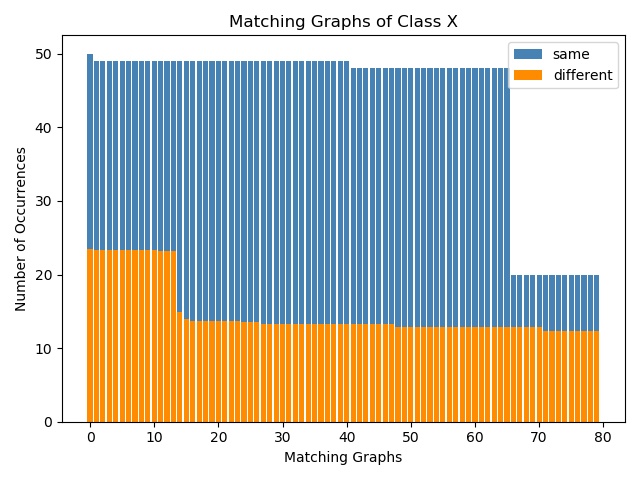 Matching Graphs of Class X
same
different
Number of Occurrences
50
40
30
20
10
0
0 10 20 30 40 50 60 70 80
Matching Graphs